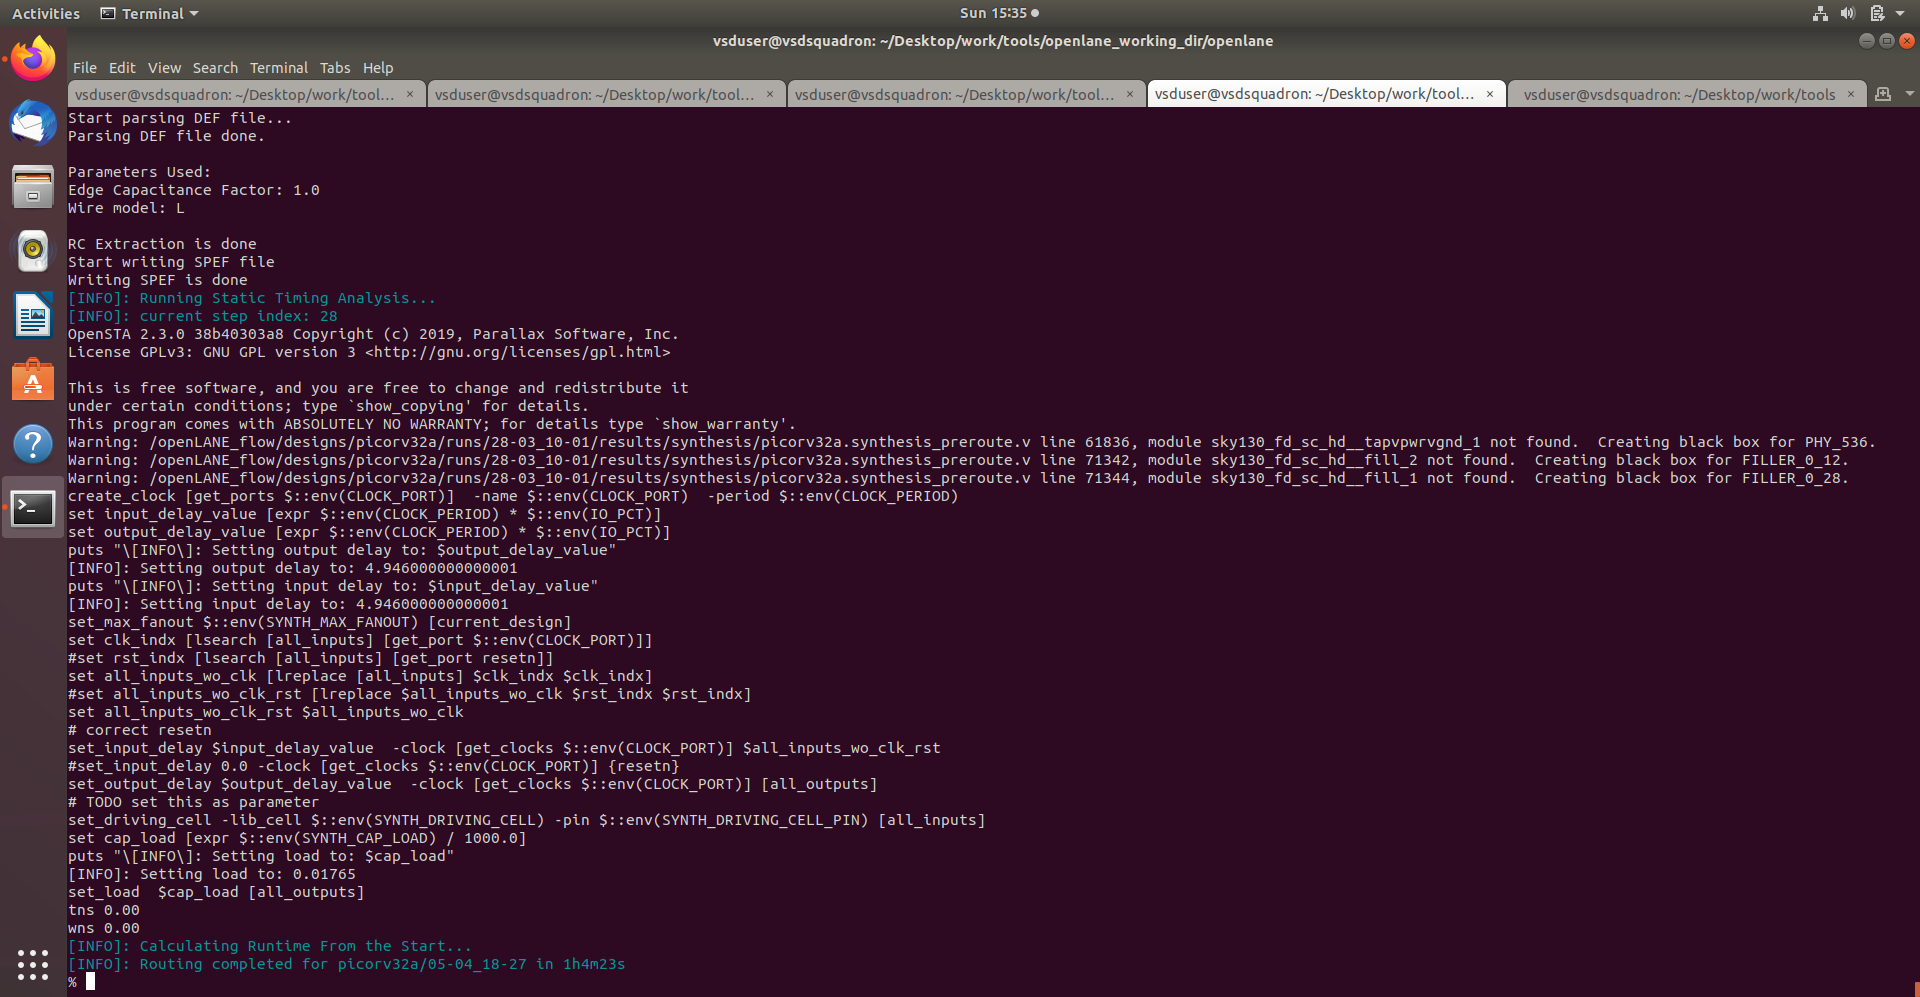 Activities Terminal Sun 15:35
vsduser@vsdsquadron: ~/Desktop/work/tools/openlane_working_dir/openlane
File Edit View Search Terminal Tabs Help
vsduser@vsdsquadron: ~/Desktop/work/tool... × vsduser@vsdsquadron: ~/Desktop/work/tool... × vsduser@vsdsquadron: ~/Desktop/work/tool... × vsduser@vsdsquadron: ~/Desktop/work/tool... × vsduser@vsdsquadron: ~/Desktop/work/tools ×
Start parsing DEF file...
Parsing DEF file done.
Parameters Used:
Edge Capacitance Factor: 1.0
Wire model: L
RC Extraction is done
Start writing SPEF file
Writing SPEF is done
[INFO]: Running Static Timing Analysis...
[INFO]: current step index: 28
OpenSTA 2.3.0 38b40303a8 Copyright (c) 2019, Parallax Software, Inc.
License GPLv3: GNU GPL version 3 <http://gnu.org/licenses/gpl.html>
This is free software, and you are free to change and redistribute it
under certain conditions; type `show_copying' for details.
This program comes with ABSOLUTELY NO WARRANTY; for details type `show_warranty'.
Warning: /openLANE_flow/designs/picorv32a/runs/28-03_10-01/results/synthesis/picorv32a.synthesis_preroute.v line 61836, module sky130_fd_sc_hd__tapvpwrvgnd_1 not found.  Creating black box for PHY_536.
Warning: /openLANE_flow/designs/picorv32a/runs/28-03_10-01/results/synthesis/picorv32a.synthesis_preroute.v line 71342, module sky130_fd_sc_hd__fill_2 not found.  Creating black box for FILLER_0_12.
Warning: /openLANE_flow/designs/picorv32a/runs/28-03_10-01/results/synthesis/picorv32a.synthesis_preroute.v line 71344, module sky130_fd_sc_hd__fill_1 not found.  Creating black box for FILLER_0_28.
create_clock [get_ports $::env(CLOCK_PORT)]  -name $::env(CLOCK_PORT)  -period $::env(CLOCK_PERIOD)
set input_delay_value [expr $::env(CLOCK_PERIOD) * $::env(IO_PCT)]
set output_delay_value [expr $::env(CLOCK_PERIOD) * $::env(IO_PCT)]
puts "\[INFO\]: Setting output delay to: $output_delay_value"
[INFO]: Setting output delay to: 4.946000000000001
puts "\[INFO\]: Setting input delay to: $input_delay_value"
[INFO]: Setting input delay to: 4.946000000000001
set_max_fanout $::env(SYNTH_MAX_FANOUT) [current_design]
set clk_indx [lsearch [all_inputs] [get_port $::env(CLOCK_PORT)]]
#set rst_indx [lsearch [all_inputs] [get_port resetn]]
set all_inputs_wo_clk [lreplace [all_inputs] $clk_indx $clk_indx]
#set all_inputs_wo_clk_rst [lreplace $all_inputs_wo_clk $rst_indx $rst_indx]
set all_inputs_wo_clk_rst $all_inputs_wo_clk
# correct resetn
set_input_delay $input_delay_value  -clock [get_clocks $::env(CLOCK_PORT)] $all_inputs_wo_clk_rst
#set_input_delay 0.0 -clock [get_clocks $::env(CLOCK_PORT)] {resetn}
set_output_delay $output_delay_value  -clock [get_clocks $::env(CLOCK_PORT)] [all_outputs]
# TODO set this as parameter
set_driving_cell -lib_cell $::env(SYNTH_DRIVING_CELL) -pin $::env(SYNTH_DRIVING_CELL_PIN) [all_inputs]
set cap_load [expr $::env(SYNTH_CAP_LOAD) / 1000.0]
puts "\[INFO\]: Setting load to: $cap_load"
[INFO]: Setting load to: 0.01765
set_load  $cap_load [all_outputs]
tns 0.00
wns 0.00
[INFO]: Calculating Runtime From the Start...
[INFO]: Routing completed for picorv32a/05-04_18-27 in 1h4m23s
%